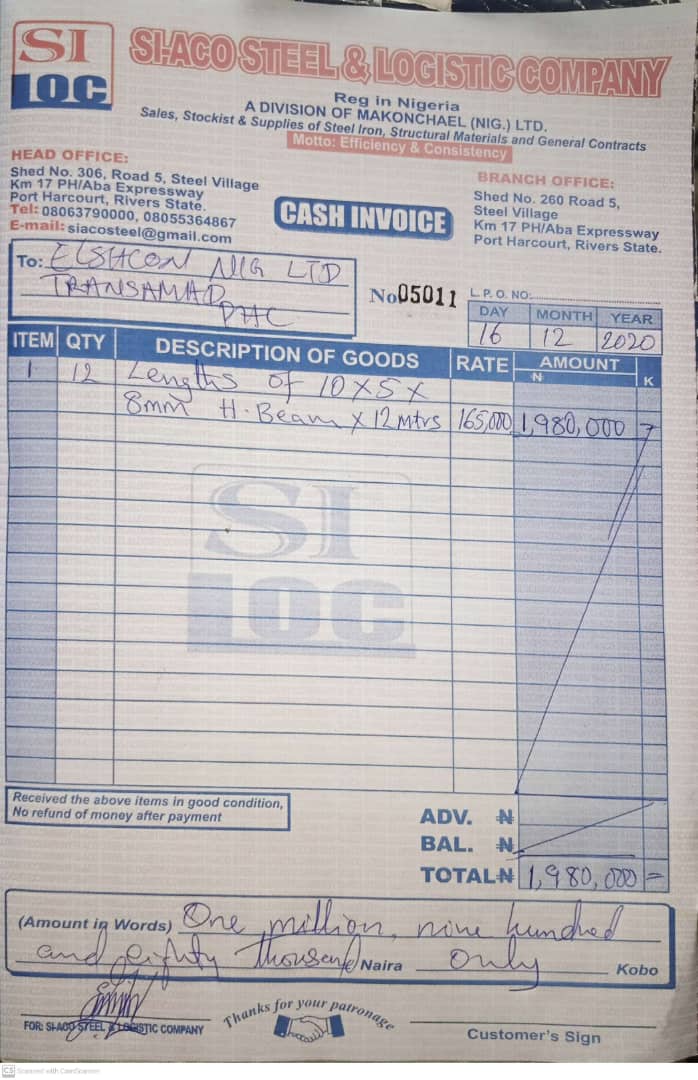 SI
LOC
SI-ACO STEEL & LOGISTIC COMPANY
Reg in Nigeria
A DIVISION OF MAKONCHAEL (NIG.) LTD.
Sales, Stockist & Supplies of Steel Iron, Structural Materials and General Contracts
Motto: Efficiency & Consistency
HEAD OFFICE:
Shed No. 306, Road 5, Steel Village
Km 17 PH/Aba Expressway
Port Harcourt, Rivers State.
Tel: 08063790000, 08055364867
E-mail: siacosteel@gmail.com
CASH INVOICE
BRANCH OFFICE:
Shed No. 260 Road 5,
Steel Village
Km 17 PH/Aba Expressway
Port Harcourt, Rivers State.
To: ELSHCON NIG LTD
TRANSAMAD
PHC
No 05011
L.P.O. NO:
DAY MONTH YEAR
16 12 2020
ITEM QTY DESCRIPTION OF GOODS RATE AMOUNT
₦ K
1 12 Lengths of 10 x 5 x
8mm H. Beam x 12 mtrs 165,000 1,980,000
SI
LOC
Received the above items in good condition,
No refund of money after payment
ADV. ₦
BAL. ₦
TOTAL ₦ 1,980,000 =
(Amount in Words) One million, nine hundred
and eighty thousand Naira only Kobo
FOR: SI-ACO STEEL & LOGISTIC COMPANY
Thanks for your patronage
Customer's Sign
CS Scanned with CamScanner